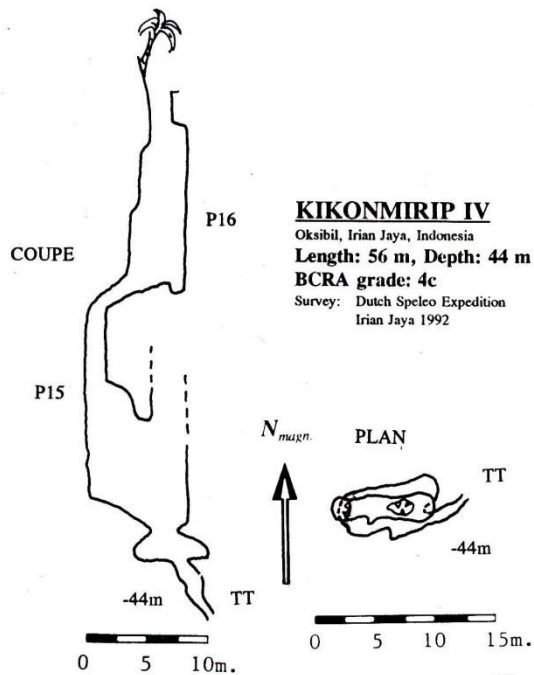 P16
COUPE
P15
-44m
TT
0 5 10m.
KIKONMIRIP IV
Oksibil, Irian Jaya, Indonesia
Length: 56 m, Depth: 44 m
BCRA grade: 4c
Survey: Dutch Speleo Expedition
Irian Jaya 1992
N magn.
PLAN
TT
-44m
0 5 10 15m.